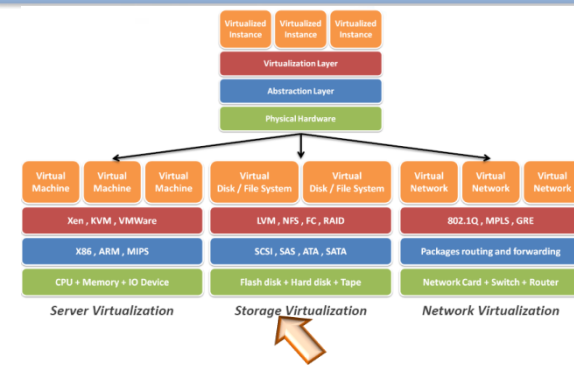 Virtualized Instance
Virtualized Instance
Virtualized Instance
Virtualization Layer
Abstraction Layer
Physical Hardware
Virtual Machine
Virtual Machine
Virtual Machine
Virtual Disk / File System
Virtual Disk / File System
Virtual Network
Virtual Network
Virtual Network
Xen , KVM , VMWare
LVM , NFS , FC , RAID
802.1Q , MPLS , GRE
X86 , ARM , MIPS
SCSI , SAS , ATA , SATA
Packages routing and forwarding
CPU + Memory + IO Device
Flash disk + Hard disk + Tape
Network Card + Switch + Router
Server Virtualization
Storage Virtualization
Network Virtualization